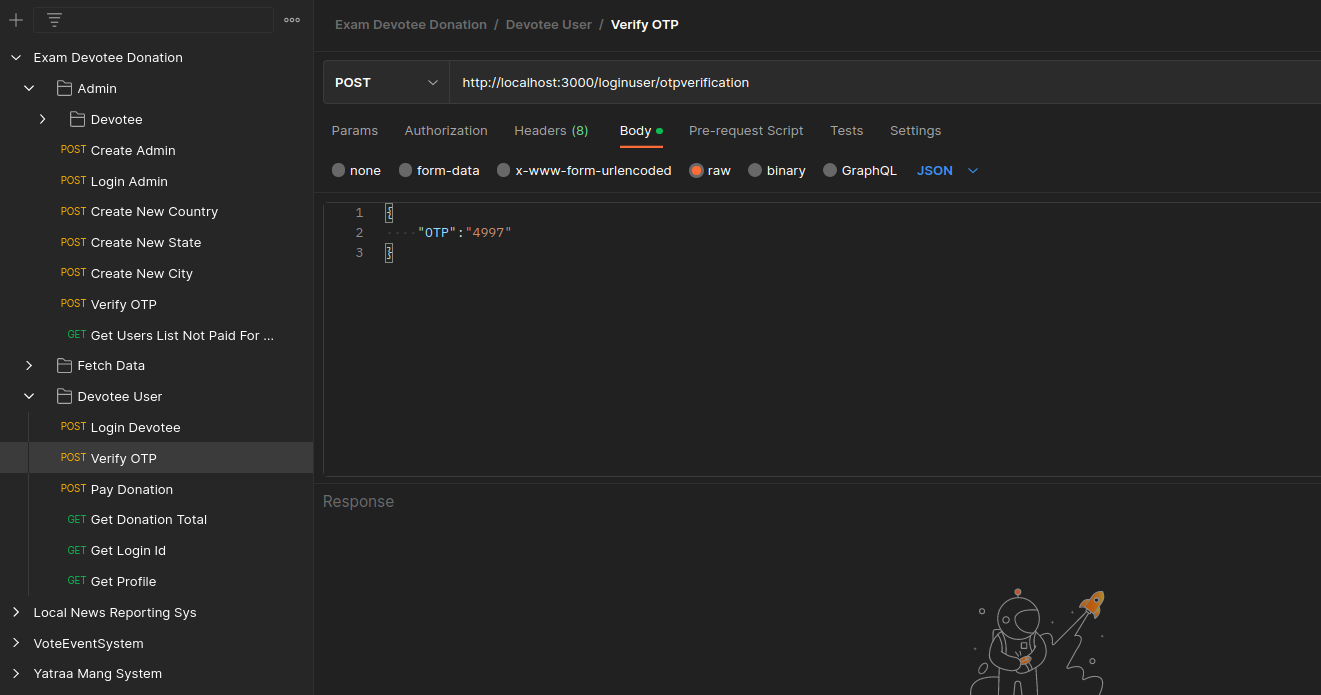 Exam Devotee Donation
Admin
Devotee
POST Create Admin
POST Login Admin
POST Create New Country
POST Create New State
POST Create New City
POST Verify OTP
GET Get Users List Not Paid For ...
Fetch Data
Devotee User
POST Login Devotee
POST Verify OTP
POST Pay Donation
GET Get Donation Total
GET Get Login Id
GET Get Profile
Local News Reporting Sys
VoteEventSystem
Yatraa Mang System
Exam Devotee Donation / Devotee User / Verify OTP
POST http://localhost:3000/loginuser/otpverification
Params Authorization Headers (8) Body Pre-request Script Tests Settings
none form-data x-www-form-urlencoded raw binary GraphQL JSON
1 {
2 "OTP":"4997"
3 }
Response